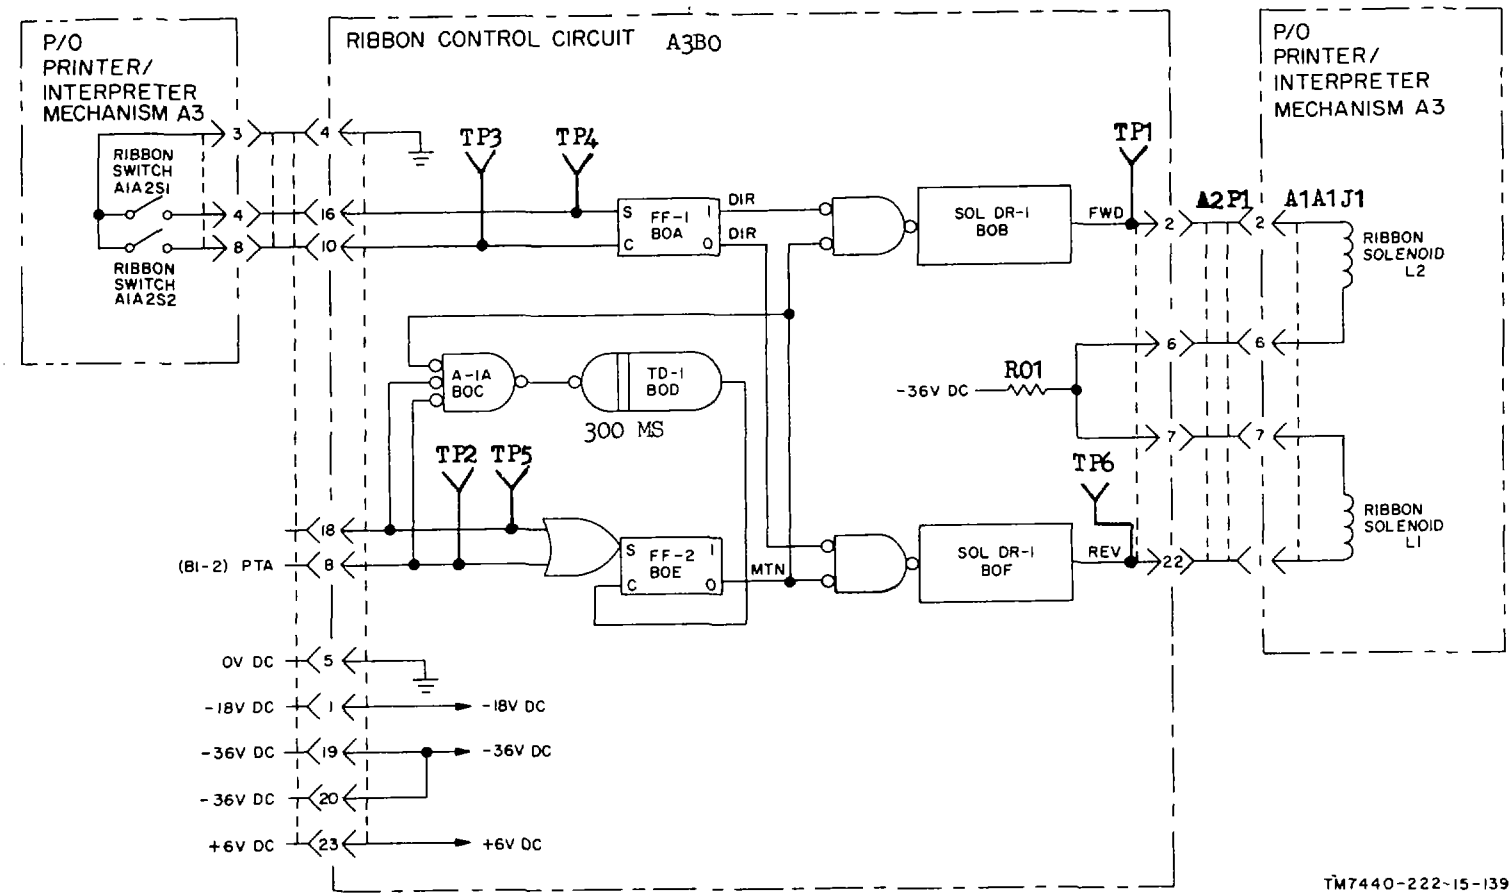 P/O
PRINTER/
INTERPRETER
MECHANISM A3
RIBBON CONTROL CIRCUIT A3B0
P/O
PRINTER/
INTERPRETER
MECHANISM A3
3
4
TP3
TP4
TP1
RIBBON
SWITCH
A1A2S1
4
16
S
FF-1
BOA
1
DIR
SOL DR-1
BOB
FWD
2
A2P1
2
A1A1J1
8
10
C
0
DIR
RIBBON
SOLENOID
L2
RIBBON
SWITCH
A1A2S2
6
6
A-1A
BOC
TD-1
BOD
300 MS
-36V DC
R01
7
7
TP2
TP5
TP6
18
RIBBON
SOLENOID
L1
(B1-2) PTA
8
S
FF-2
BOE
1
C
0
MTN
SOL DR-1
BOF
REV
22
1
0V DC
5
-18V DC
1
-18V DC
-36V DC
19
-36V DC
-36V DC
20
+6V DC
23
+6V DC
TM7440-222-15-139